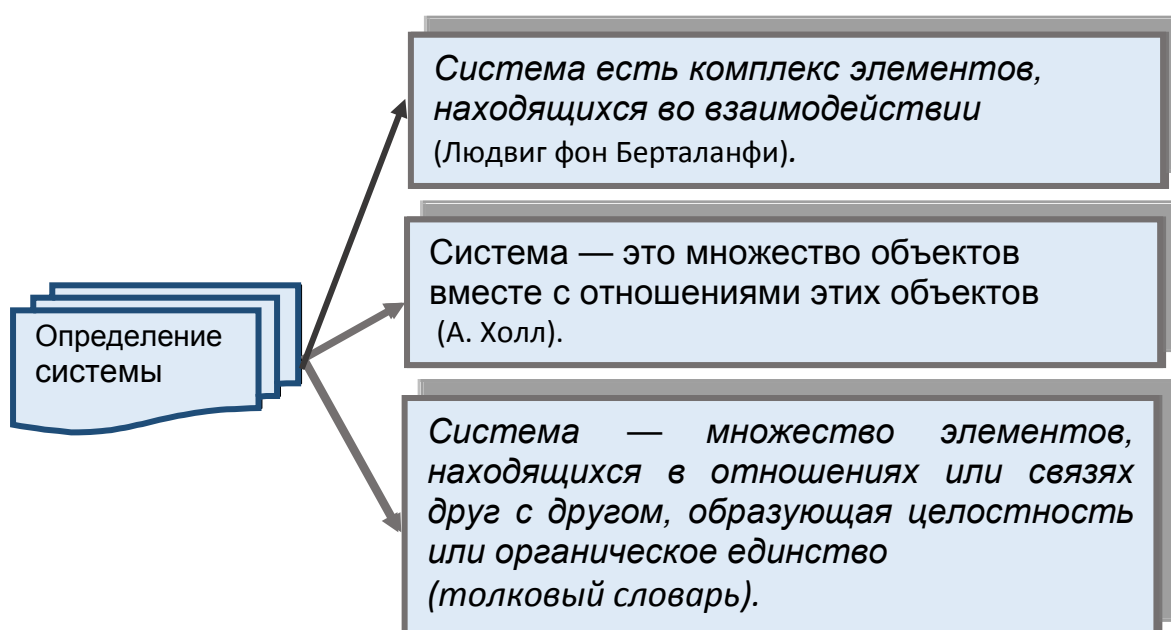 Система есть комплекс элементов,
находящихся во взаимодействии
(Людвиг фон Берталанфи).
Система — это множество объектов
вместе с отношениями этих объектов
(А. Холл).
Определение
системы
Система — множество элементов,
находящихся в отношениях или связях
друг с другом, образующая целостность
или органическое единство
(толковый словарь).